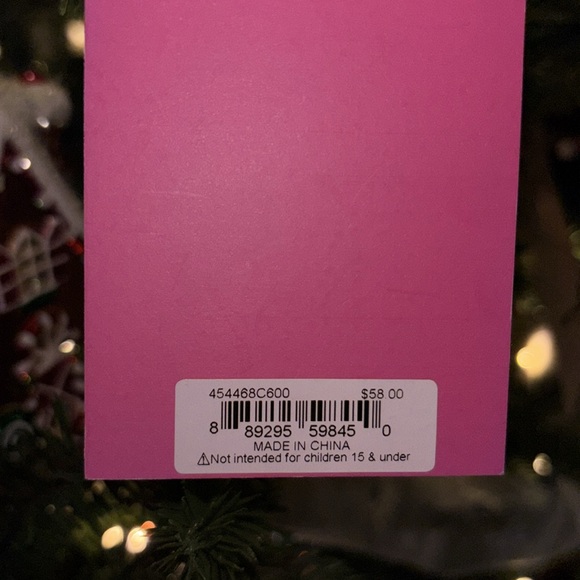 454468C600 $58.00
8 89295 59845 0
MADE IN CHINA
⚠Not intended for children 15 & under